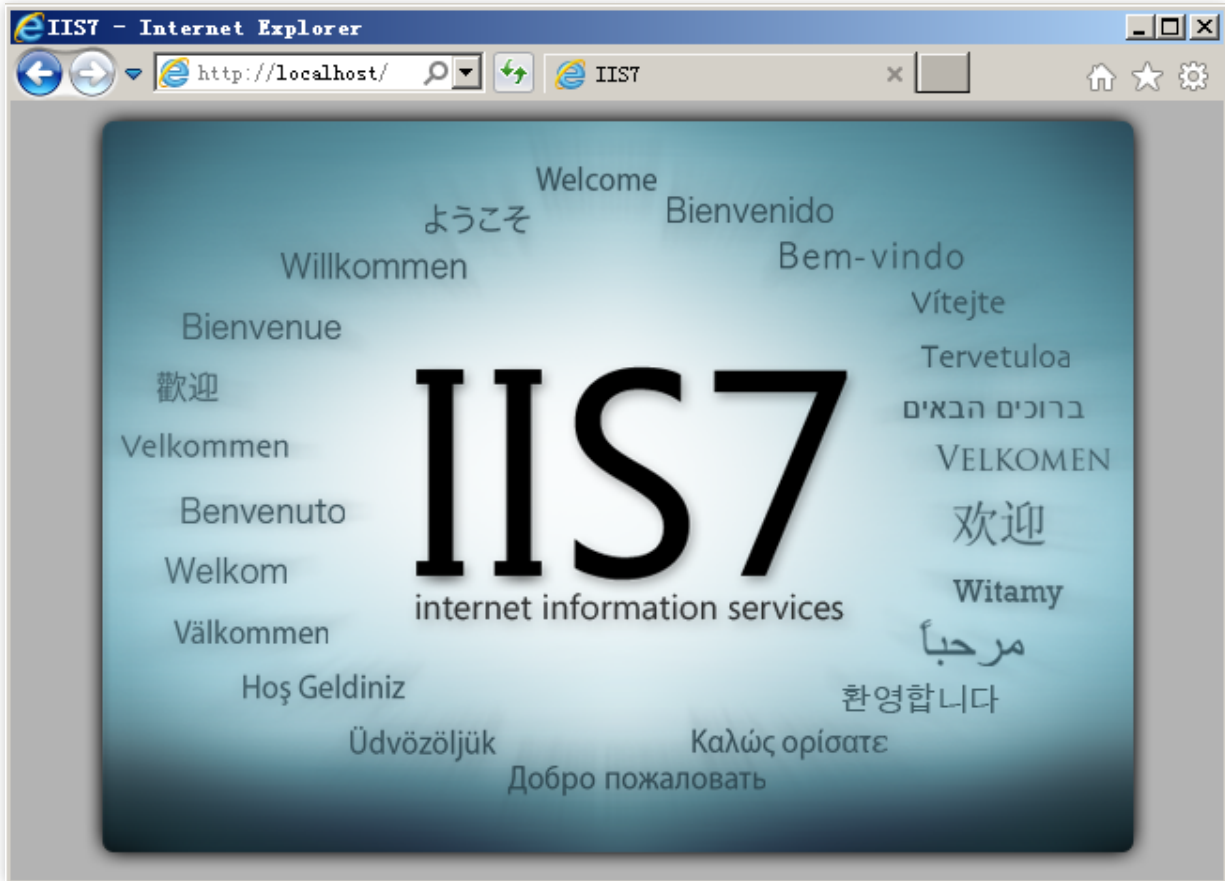 IIS7 - Internet Explorer
http://localhost/
IIS7
Welcome
ようこそ
Bienvenido
Willkommen
Bem-vindo
Vítejte
Bienvenue
Tervetuloa
歡迎
ברוכים הבאים
Velkommen
VELKOMEN
IIS7
Benvenuto
欢迎
Welkom
Witamy
internet information services
Välkommen
مرحباً
Hoş Geldiniz
환영합니다
Üdvözöljük
Καλώς ορίσατε
Добро пожаловать